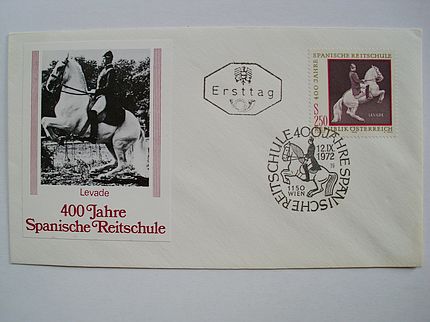 Levade
400 Jahre
Spanische Reitschule
Ersttag
SPANISCHE REITSCHULE
400 JAHRE
S 2.50
LEVADE
REPUBLIK ÖSTERREICH
400 JAHRE SPANISCHE REITSCHULE
12.IX.
1972
1150
WIEN